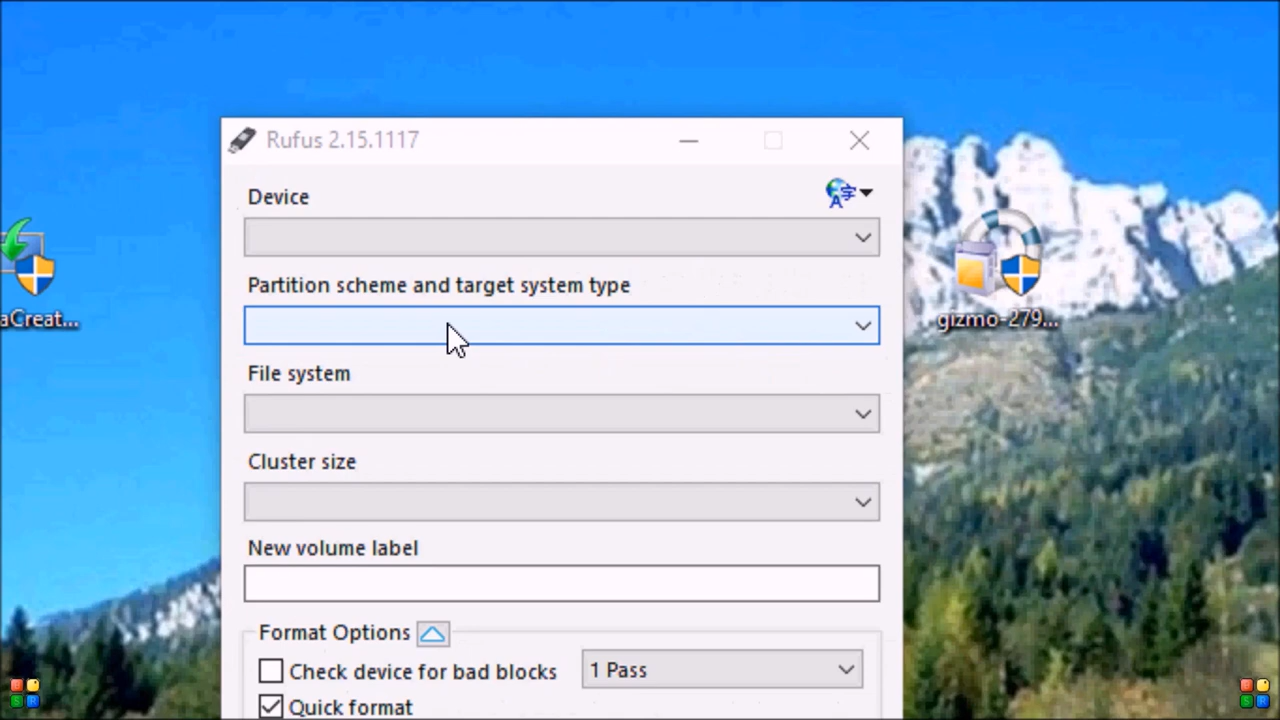 Rufus 2.15.1117
Device
Partition scheme and target system type
File system
Cluster size
New volume label
Format Options
Check device for bad blocks
1 Pass
Quick format
aCreat...
gizmo-279...